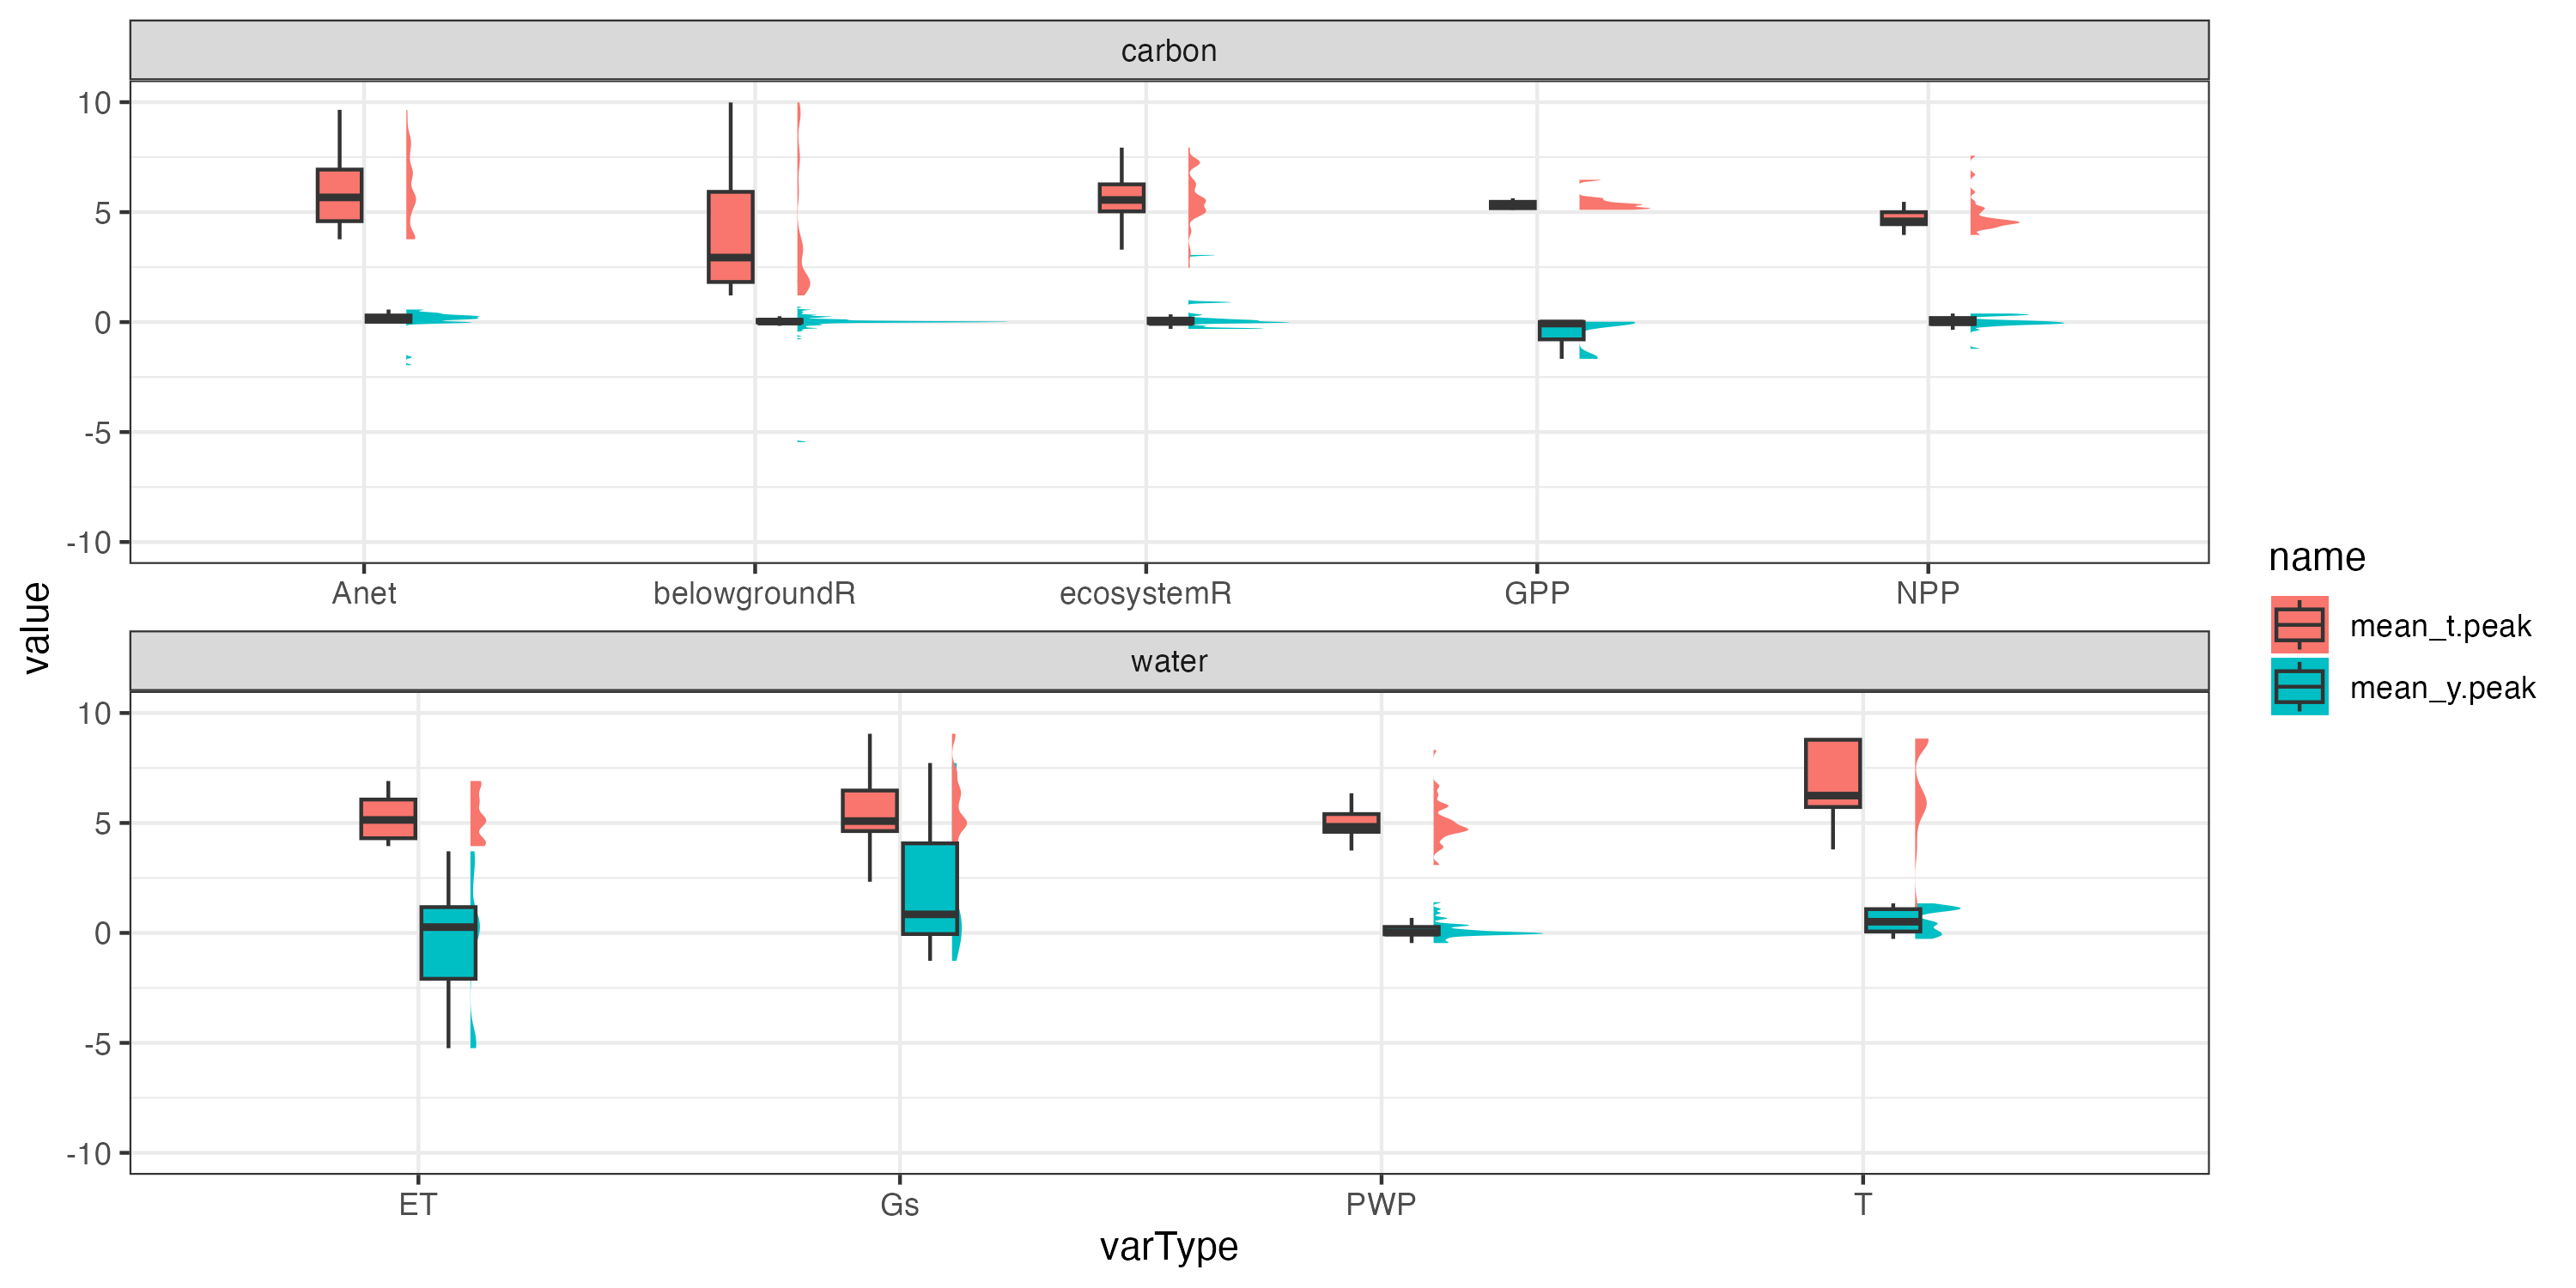 carbon
10
5
0
-5
-10
Anet belowgroundR ecosystemR GPP NPP
value
water
10
5
0
-5
-10
ET Gs PWP T
varType
name
mean_t.peak
mean_y.peak